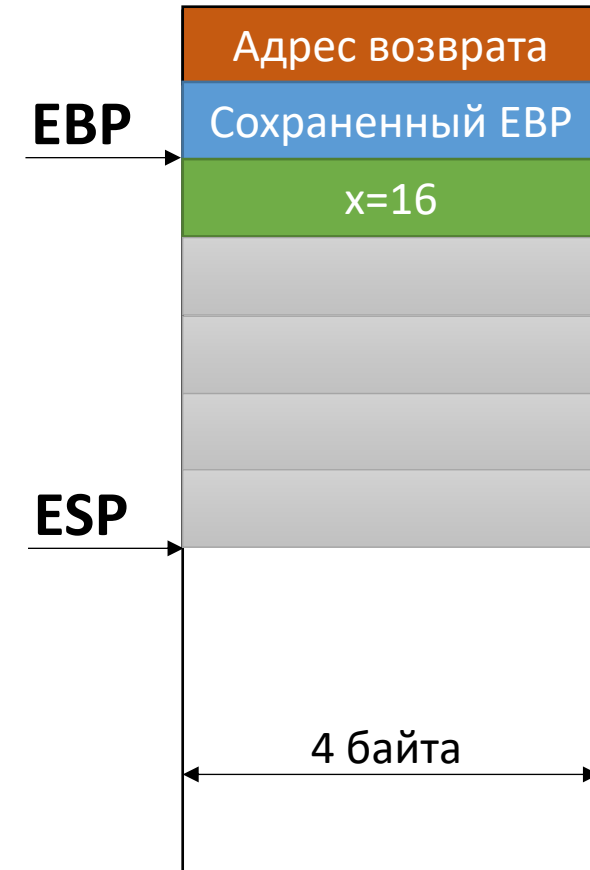 Адрес возврата
EBP
Сохраненный EBP
x=16
ESP
4 байта